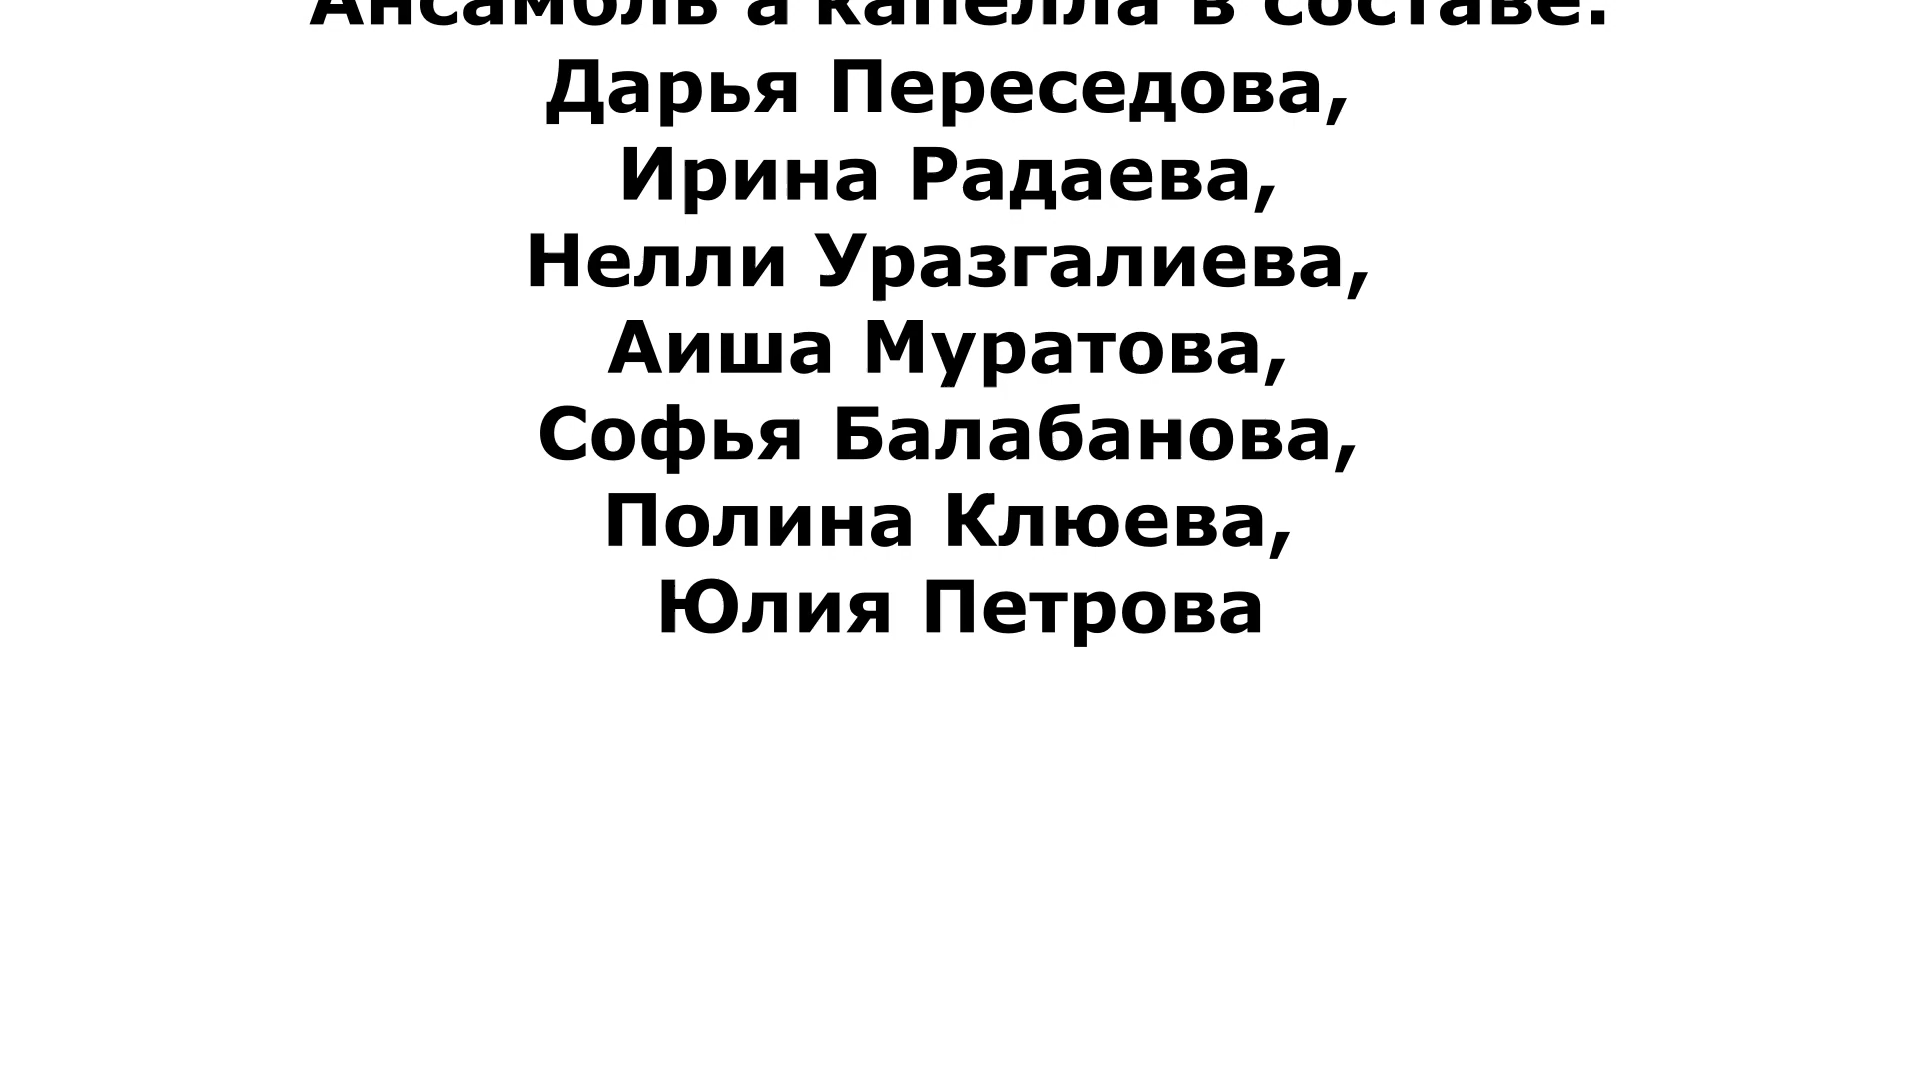 Ансамбль а капелла в составе:
Дарья Переседова,
Ирина Радаева,
Нелли Уразгалиева,
Аиша Муратова,
Софья Балабанова,
Полина Клюева,
Юлия Петрова